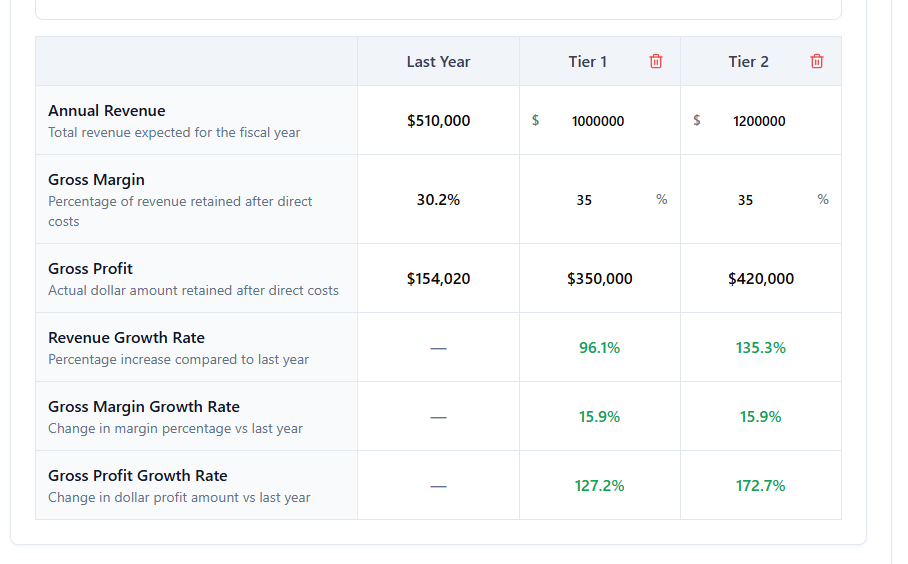 Last Year Tier 1 Tier 2
Annual Revenue
Total revenue expected for the fiscal year
$510,000 $ 1000000 $ 1200000
Gross Margin
Percentage of revenue retained after direct
costs
30.2% 35 % 35 %
Gross Profit
Actual dollar amount retained after direct costs
$154,020 $350,000 $420,000
Revenue Growth Rate
Percentage increase compared to last year
— 96.1% 135.3%
Gross Margin Growth Rate
Change in margin percentage vs last year
— 15.9% 15.9%
Gross Profit Growth Rate
Change in dollar profit amount vs last year
— 127.2% 172.7%